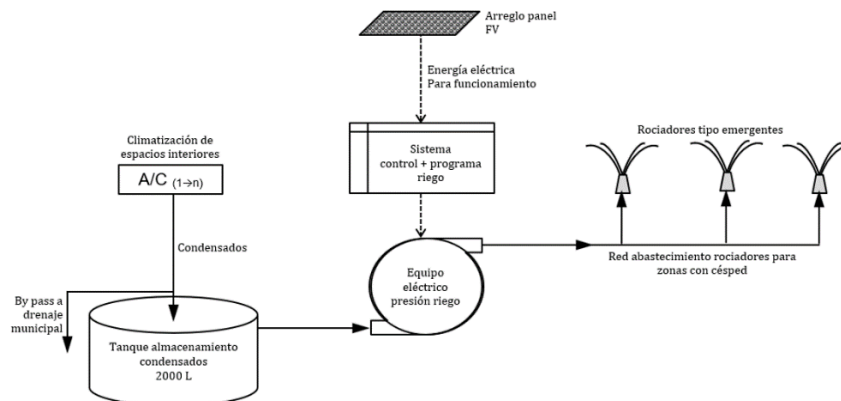 Arreglo panel
FV
Energía eléctrica
Para funcionamiento
Climatización de
espacios interiores
A/C (1→n)
Sistema
control + programa
riego
Rociadores tipo emergentes
Condensados
By pass a
drenaje
municipal
Equipo
eléctrico
presión riego
Red abastecimiento rociadores para
zonas con césped
Tanque almacenamiento
condensados
2000 L